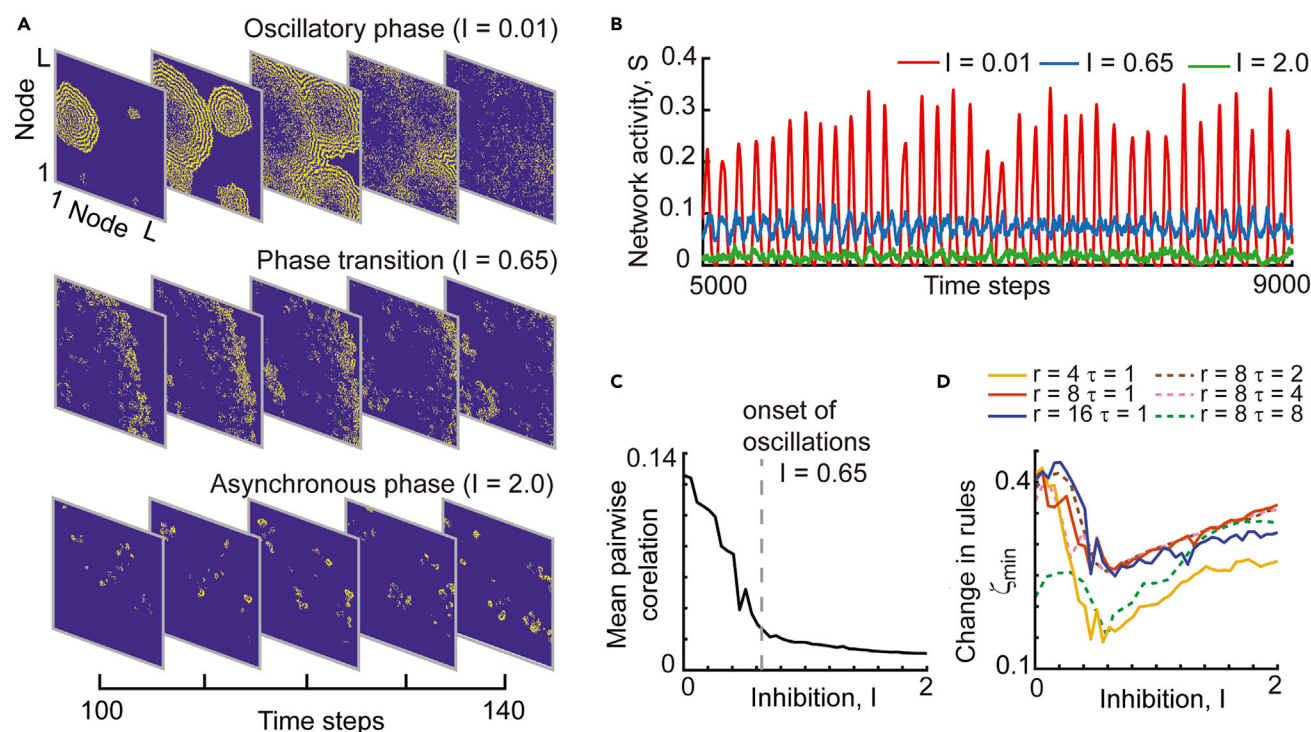 A
Oscillatory phase (I = 0.01)
L
Node
1
1 Node L
Phase transition (I = 0.65)
Asynchronous phase (I = 2.0)
100
140
Time steps
B
I = 0.01
I = 0.65
I = 2.0
Network activity, S
0.4
0.3
0.2
0.1
0
5000
Time steps
9000
C
onset of
oscillations
I = 0.65
Mean pairwise
corelation
0.14
0
0
Inhibition, I
2
D
r = 4 τ = 1
r = 8 τ = 1
r = 16 τ = 1
r = 8 τ = 2
r = 8 τ = 4
r = 8 τ = 8
Change in rules
ζmin
0.4
0.1
0
Inhibition, I
2